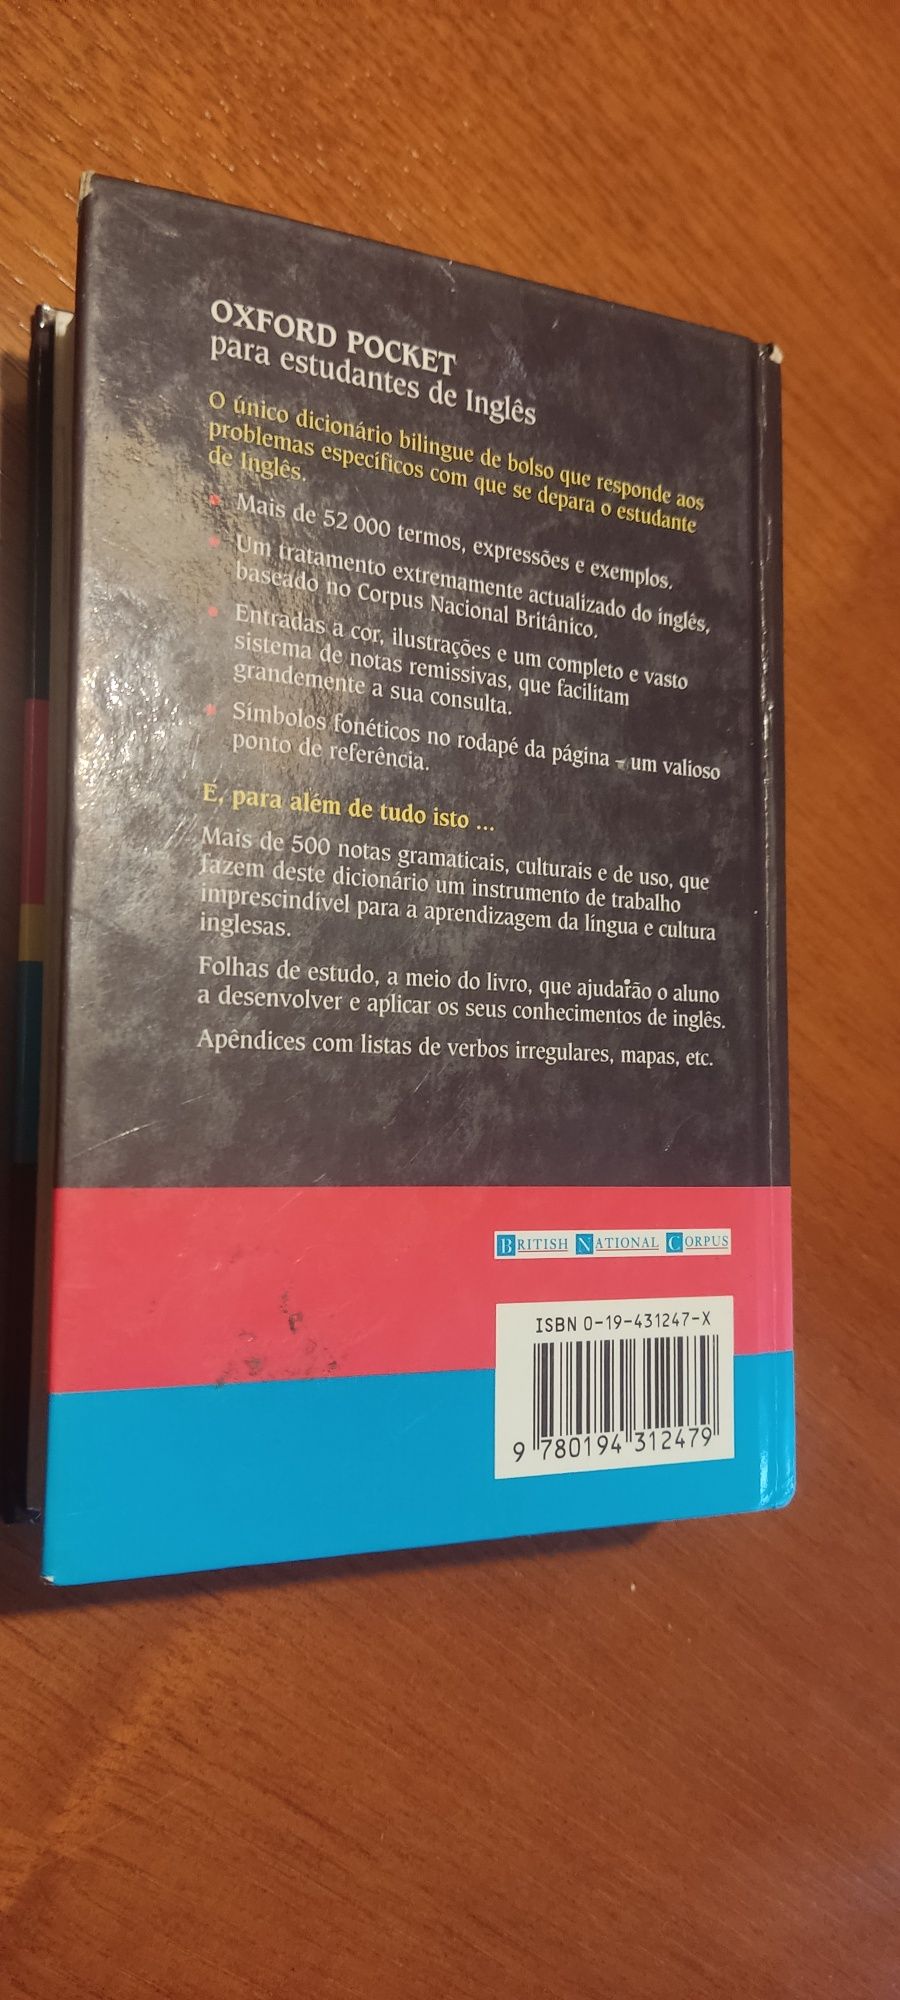 OXFORD POCKET
para estudantes de Inglês
O único dicionário bilingue de bolso que responde aos
problemas específicos com que se depara o estudante
de Inglês.
• Mais de 52 000 termos, expressões e exemplos.
• Um tratamento extremamente actualizado do inglês,
baseado no Corpus Nacional Britânico.
• Entradas a cor, ilustrações e um completo e vasto
sistema de notas remissivas, que facilitam
grandemente a sua consulta.
• Símbolos fonéticos no rodapé da página – um valioso
ponto de referência.
E, para além de tudo isto ...
Mais de 500 notas gramaticais, culturais e de uso, que
fazem deste dicionário um instrumento de trabalho
imprescindível para a aprendizagem da língua e cultura
inglesas.
Folhas de estudo, a meio do livro, que ajudarão o aluno
a desenvolver e aplicar os seus conhecimentos de inglês.
Apêndices com listas de verbos irregulares, mapas, etc.
BRITISH NATIONAL CORPUS
ISBN 0-19-431247-X
9 780194 312479